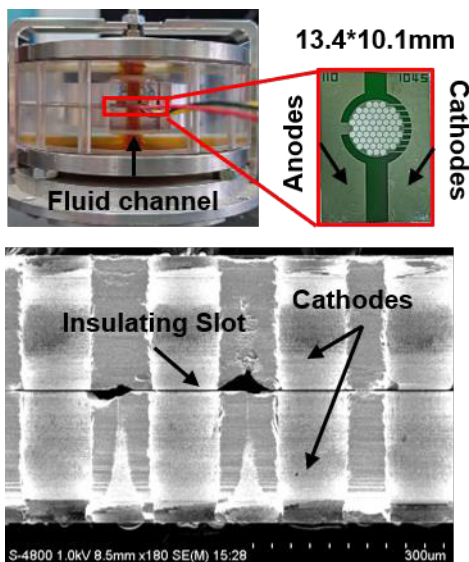 13.4*10.1mm
110
1045
Anodes
Cathodes
Fluid channel
Cathodes
Insulating Slot
S-4800 1.0kV 8.5mm x180 SE(M) 15:28
300um